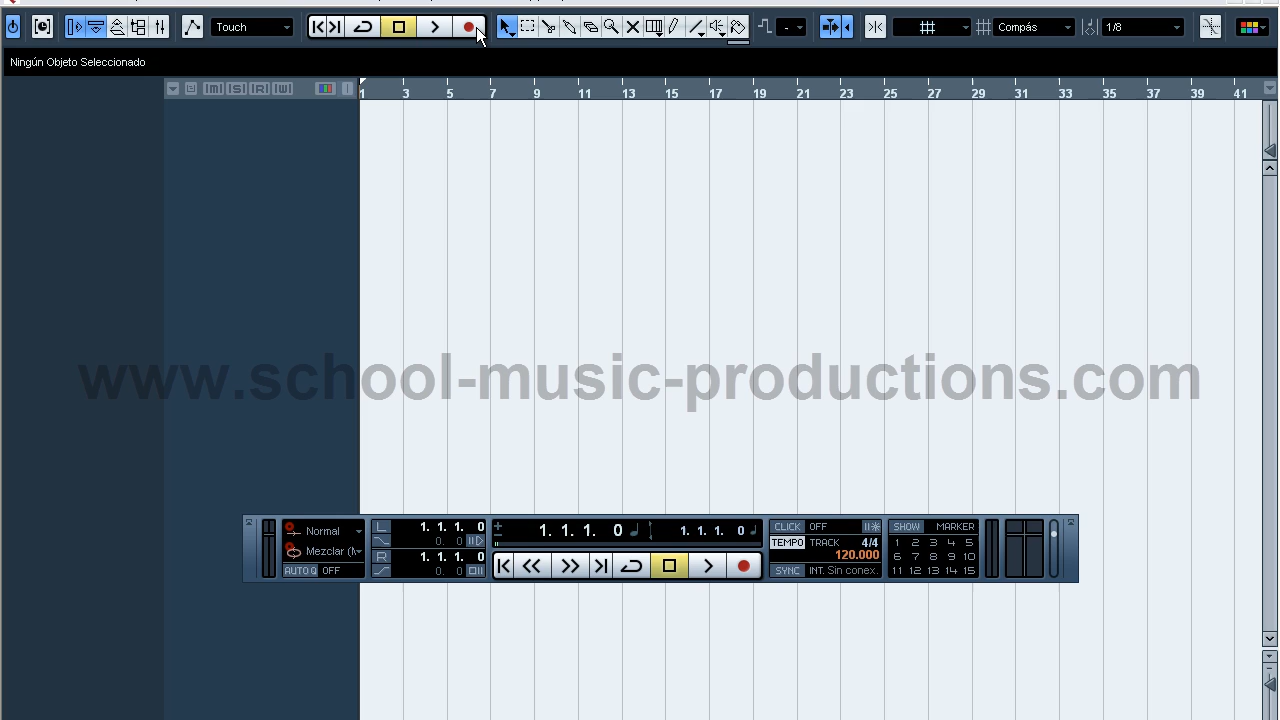 Touch
Compás
1/8
Ningún Objeto Seleccionado
[M] [S] [R] [W]
1 3 5 7 9 11 13 15 17 19 21 23 25 27 29 31 33 35 37 39 41
www.school-music-productions.com
Normal
Mezclar (M
AUTO Q OFF
L 1. 1. 1. 0
0. 0
R 1. 1. 1. 0
0. 0
1. 1. 1. 0
1. 1. 1. 0
CLICK OFF
TEMPO TRACK 4/4
120.000
SYNC INT. Sin conex.
SHOW MARKER
1 2 3 4 5
6 7 8 9 10
11 12 13 14 15